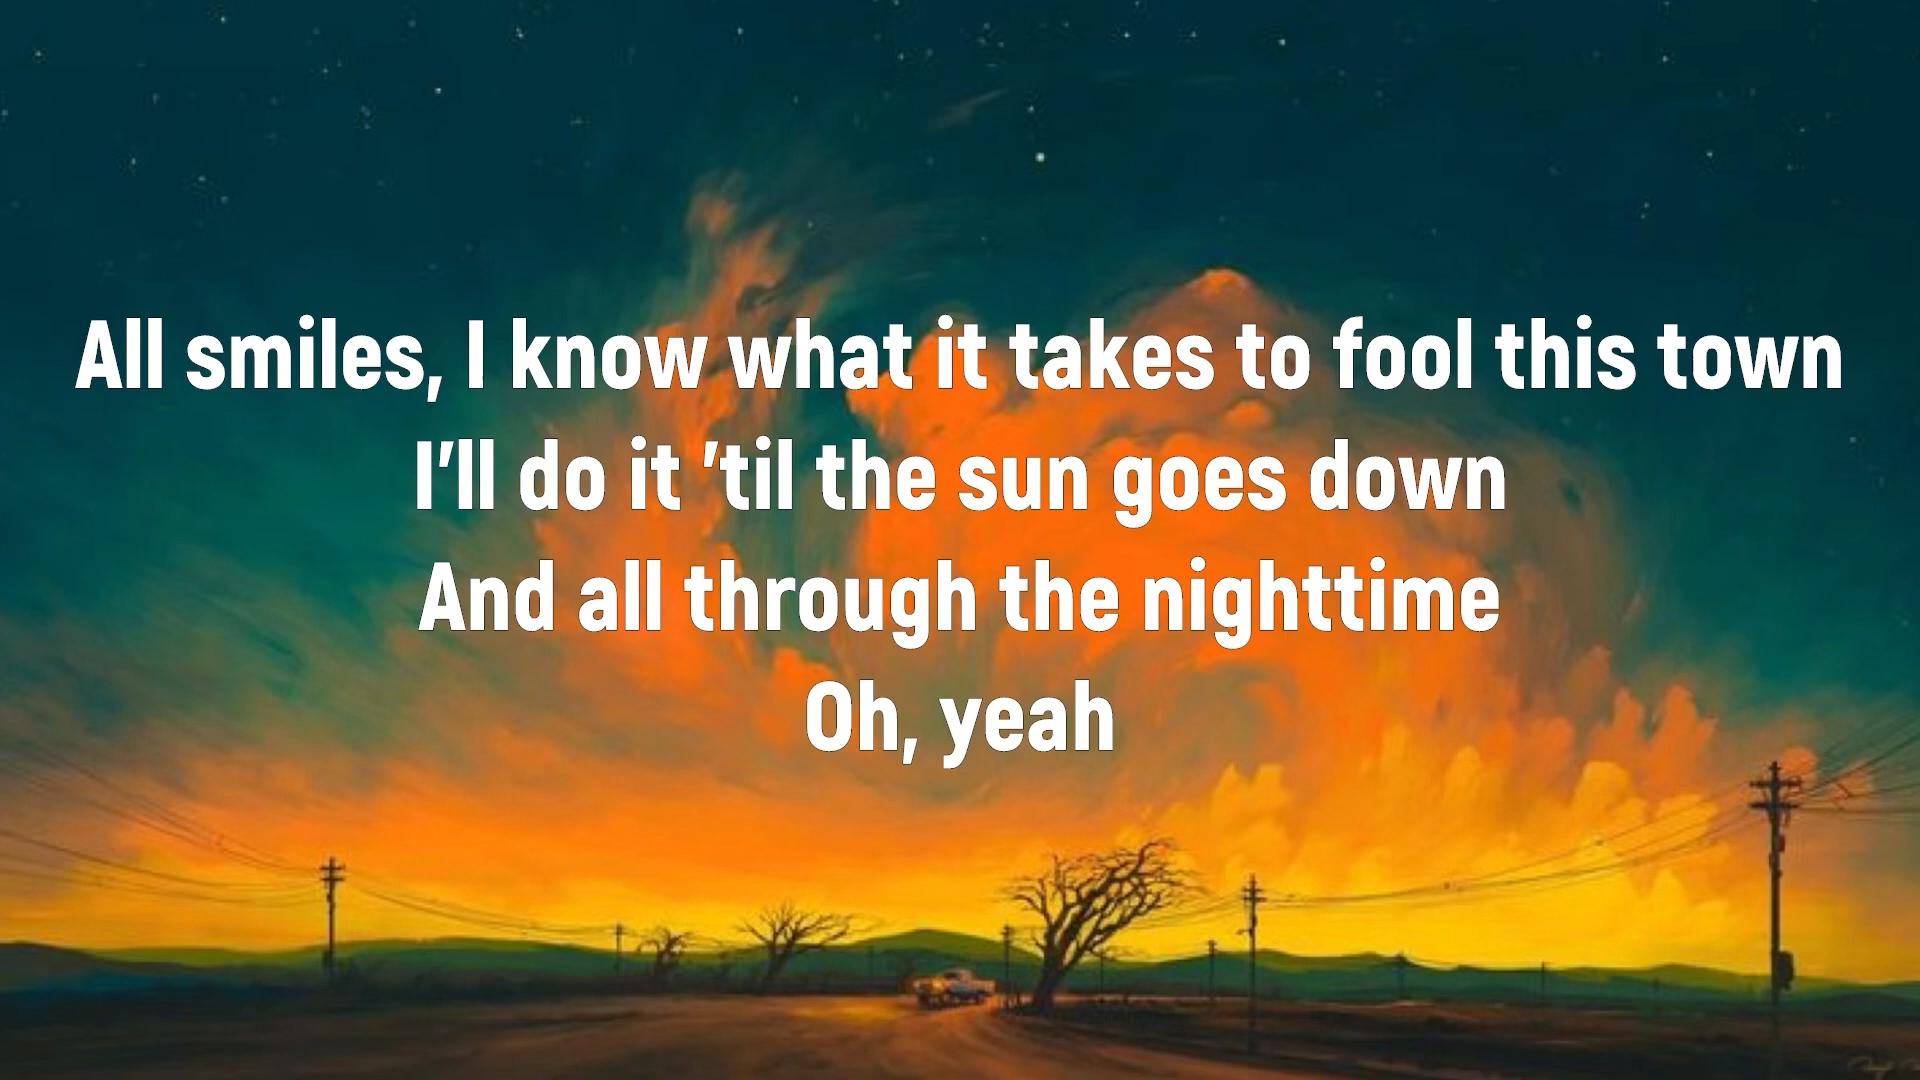 All smiles, I know what it takes to fool this town
I'll do it 'til the sun goes down
And all through the nighttime
Oh, yeah